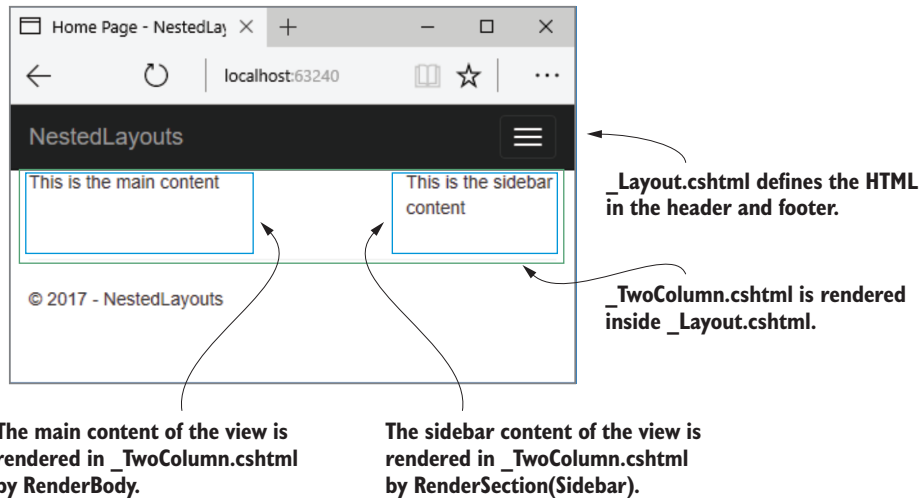 Home Page - NestedLay
localhost:63240
NestedLayouts
This is the main content
This is the sidebar
content
© 2017 - NestedLayouts
_Layout.cshtml defines the HTML
in the header and footer.
_TwoColumn.cshtml is rendered
inside _Layout.cshtml.
The main content of the view is
rendered in _TwoColumn.cshtml
by RenderBody.
The sidebar content of the view is
rendered in _TwoColumn.cshtml
by RenderSection(Sidebar).